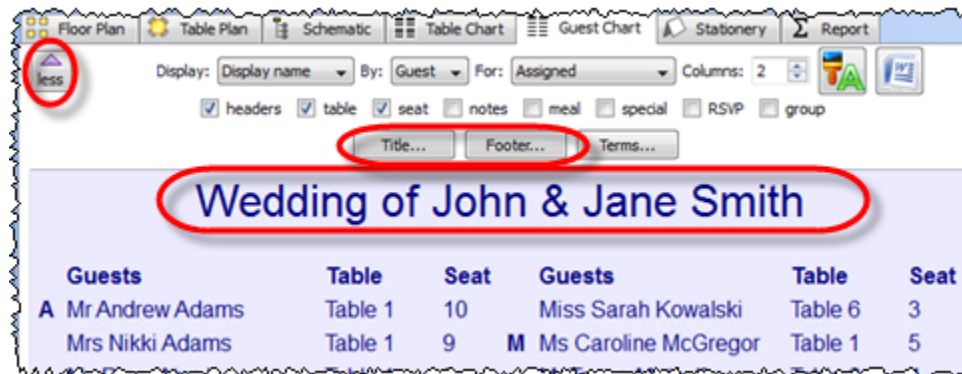 Floor Plan Table Plan Schematic Table Chart Guest Chart Stationery Σ Report
less Display: Display name By: Guest For: Assigned Columns: 2 A W
headers table seat notes meal special RSVP group
Title... Footer... Terms...
Wedding of John & Jane Smith
Guests Table Seat Guests Table Seat
A Mr Andrew Adams Table 1 10 Miss Sarah Kowalski Table 6 3
Mrs Nikki Adams Table 1 9 M Ms Caroline McGregor Table 1 5